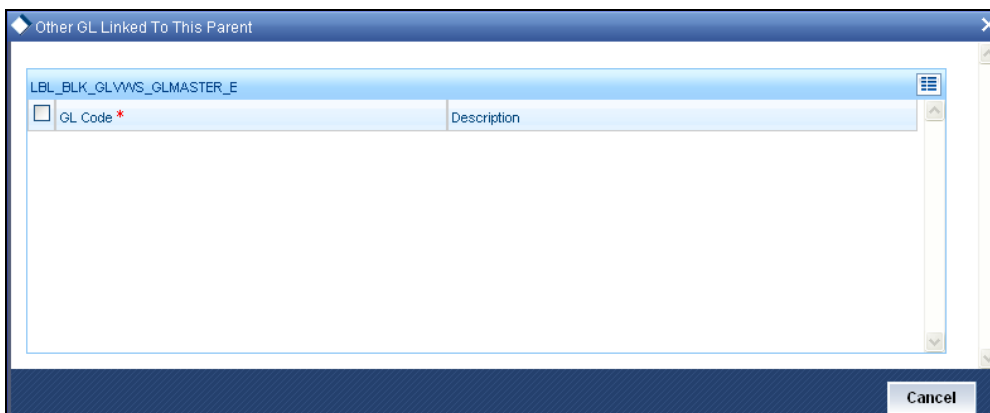 Other GL Linked To This Parent
LBL_BLK_GLVWS_GLMASTER_E
GL Code * Description
Cancel